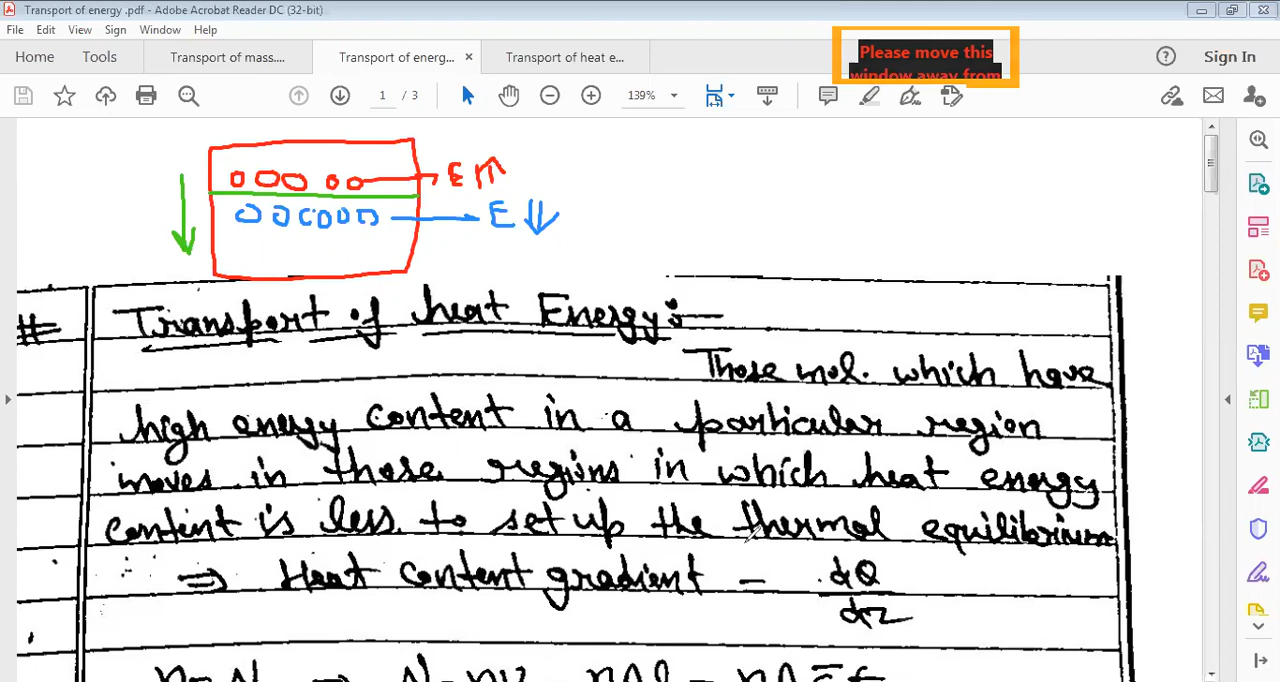 Transport of energy .pdf - Adobe Acrobat Reader DC (32-bit)
File Edit View Sign Window Help
Home Tools Transport of mass.... Transport of energ... × Transport of heat e... Sign In
Please move this
window away from
1 / 3 139%
E ⇑
E ⇓
# Transport of heat Energy:—
Those mol. which have
high energy content in a particular region
moves in those regions in which heat energy
content is less to set up the thermal equilibrium
⇒ Heat content gradient - dQ
dz